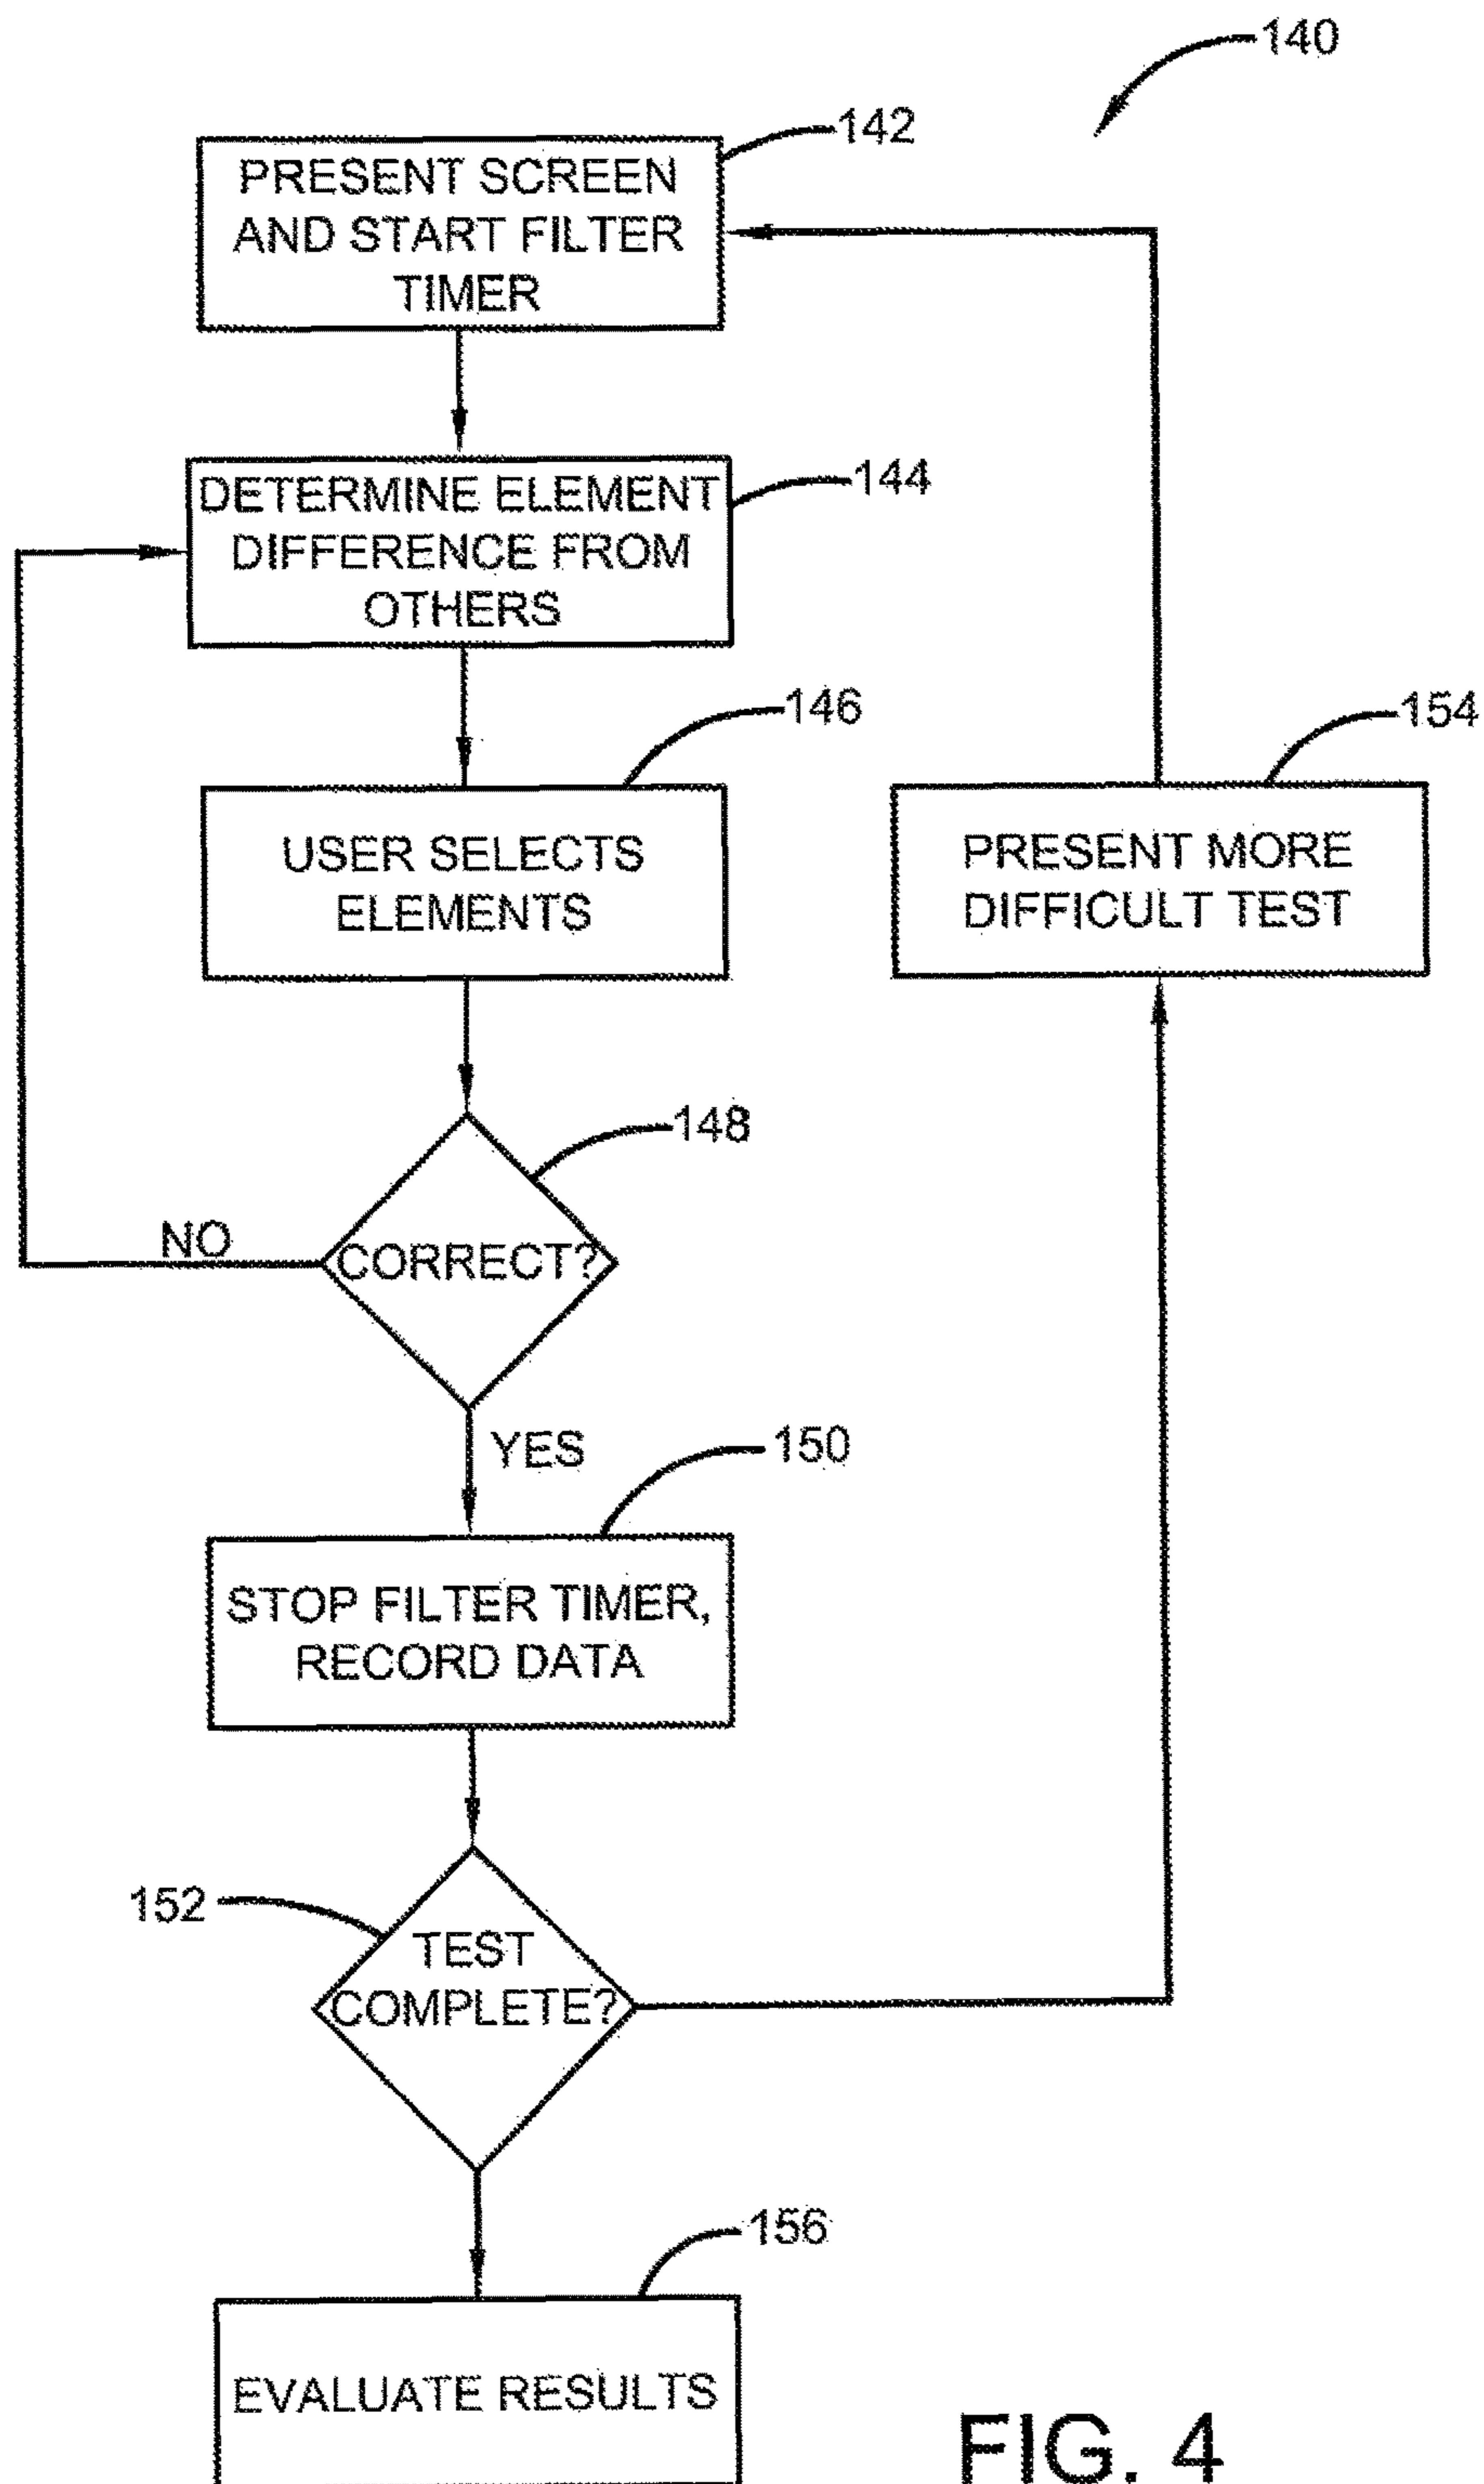 140
142
PRESENT SCREEN
AND START FILTER
TIMER
144
DETERMINE ELEMENT
DIFFERENCE FROM
OTHERS
146
USER SELECTS
ELEMENTS
154
PRESENT MORE
DIFFICULT TEST
148
NO
CORRECT?
YES
150
STOP FILTER TIMER,
RECORD DATA
152
TEST
COMPLETE?
156
EVALUATE RESULTS
FIG. 4